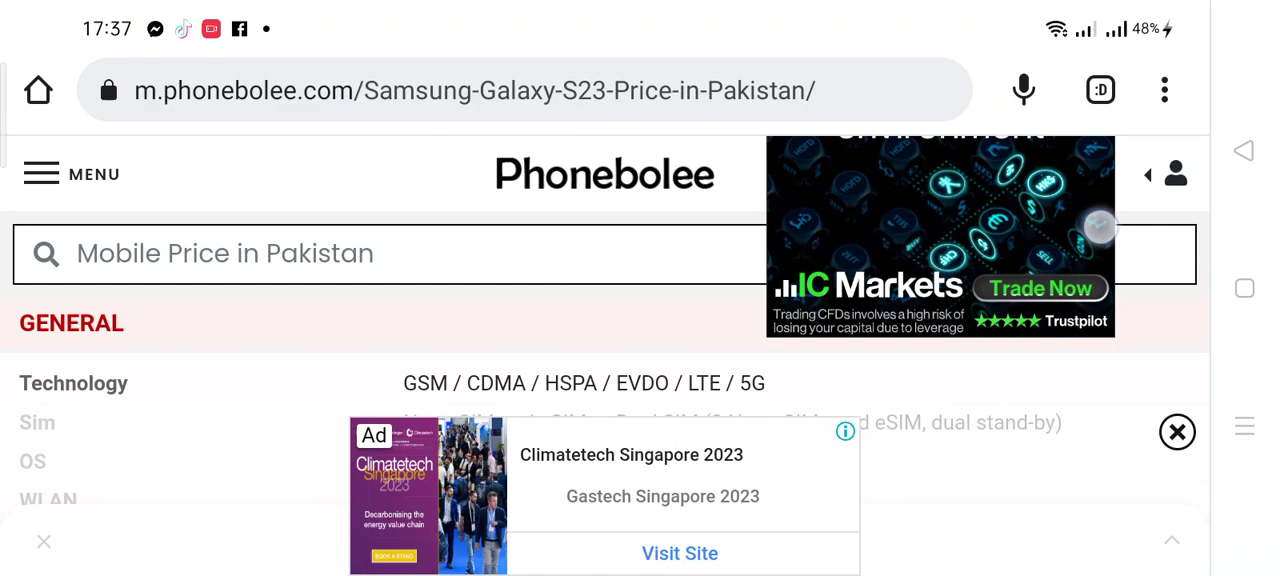 17:37
48%
m.phonebolee.com/Samsung-Galaxy-S23-Price-in-Pakistan/
:D
MENU
Phonebolee
Mobile Price in Pakistan
IC Markets
Trade Now
Trading CFDs involves a high risk of
losing your capital due to leverage
Trustpilot
GENERAL
Technology
GSM / CDMA / HSPA / EVDO / LTE / 5G
Sim
d eSIM, dual stand-by)
OS
WLAN
Ad
Climatetech
Singapore
2023
Decarbonising the
energy value chain
BOOK A STAND
Climatetech Singapore 2023
Gastech Singapore 2023
Visit Site